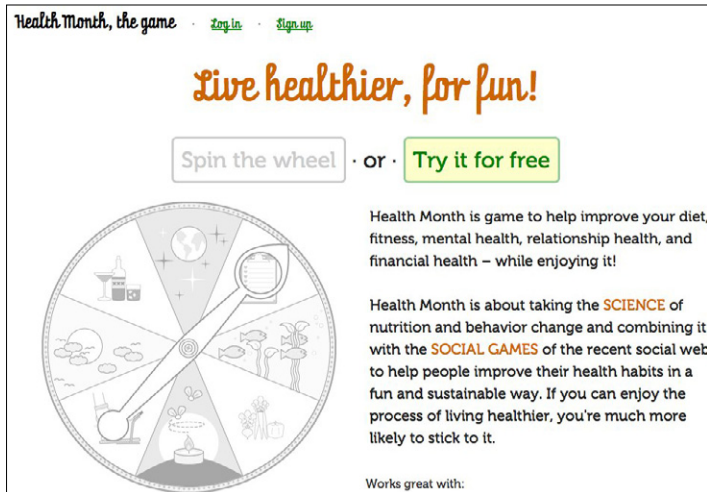 Health Month, the game · Log in · Sign up
Live healthier, for fun!
Spin the wheel · or · Try it for free
Health Month is game to help improve your diet,
fitness, mental health, relationship health, and
financial health – while enjoying it!
Health Month is about taking the SCIENCE of
nutrition and behavior change and combining it
with the SOCIAL GAMES of the recent social web
to help people improve their health habits in a
fun and sustainable way. If you can enjoy the
process of living healthier, you're much more
likely to stick to it.
Works great with: